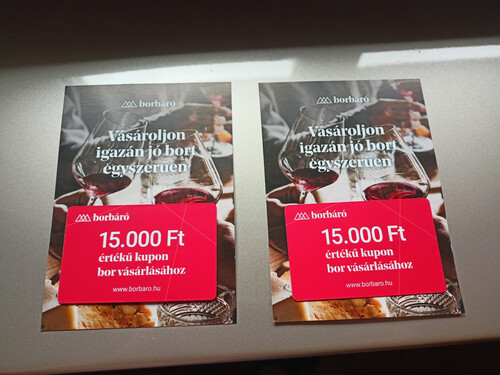 borbáró
Vásároljon
igazán jó bort
egyszerűen
borbáró
15.000 Ft
értékű kupon
bor vásárlásához
www.borbaro.hu
borbáró
Vásároljon
igazán jó bort
egyszerűen
borbáró
15.000 Ft
értékű kupon
bor vásárlásához
www.borbaro.hu